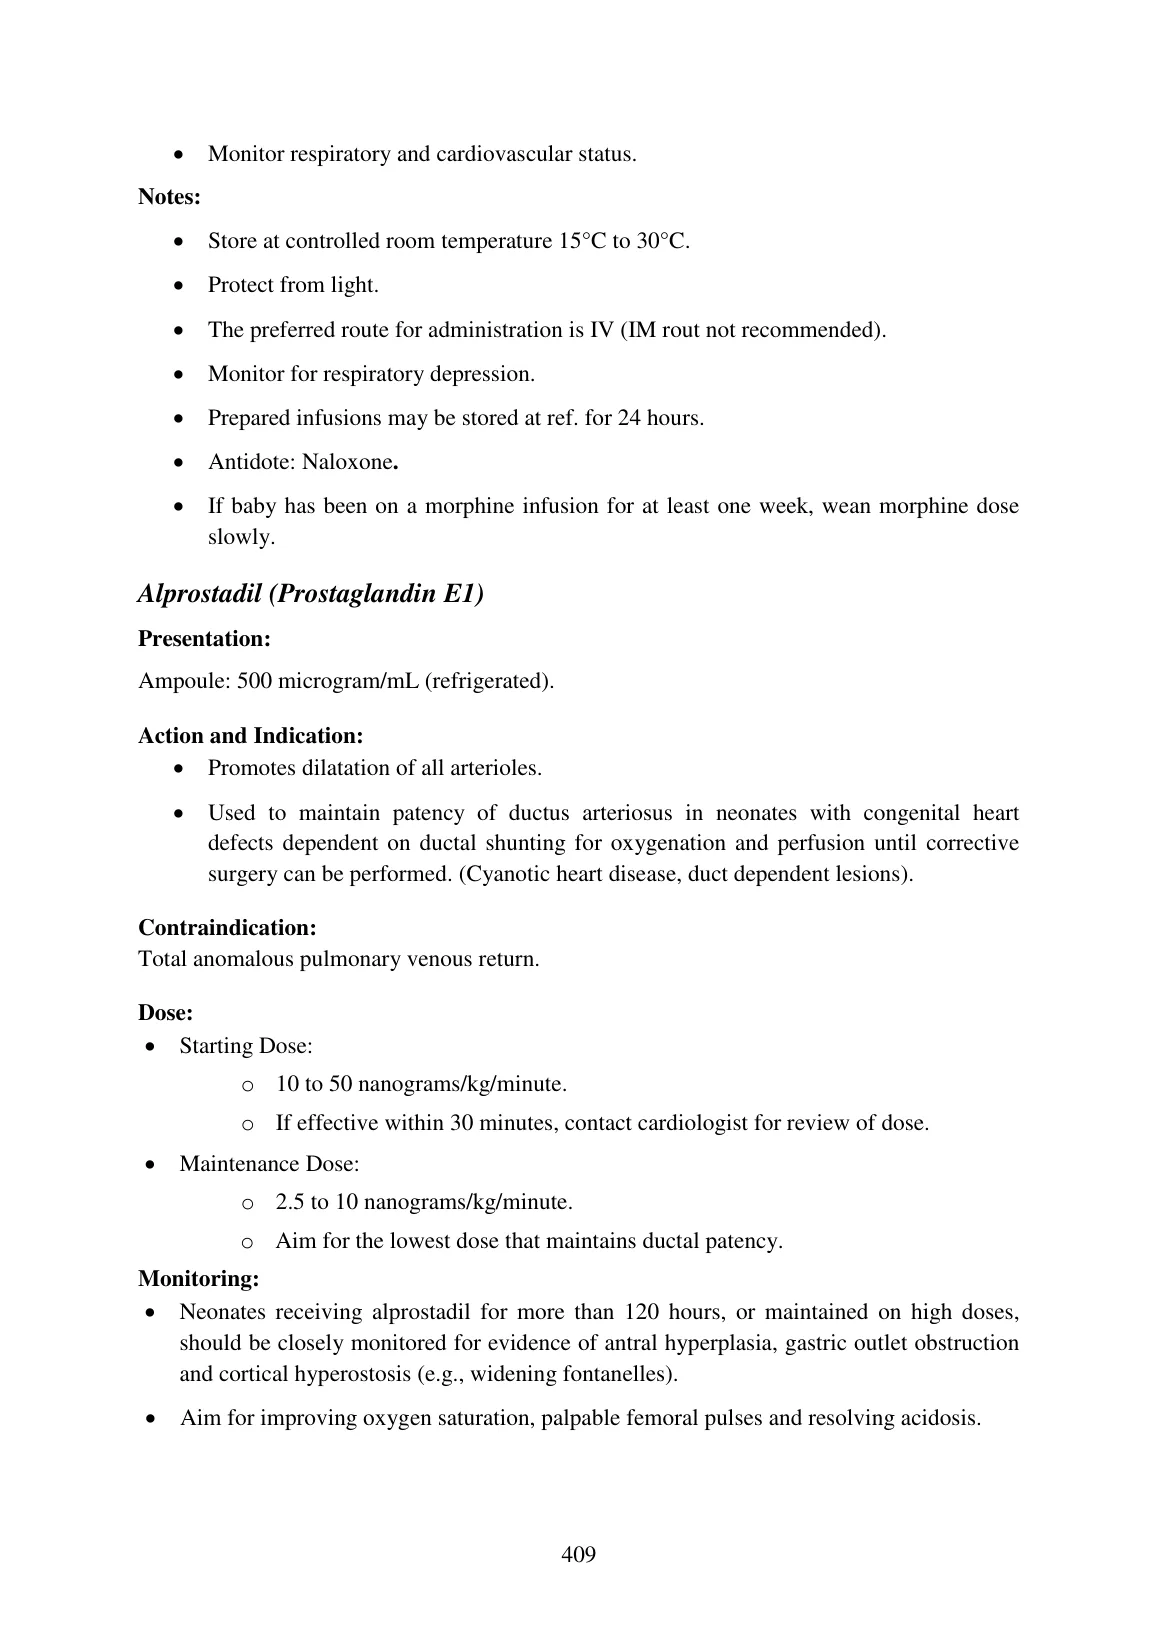 • Monitor respiratory and cardiovascular status.
Notes:
• Store at controlled room temperature 15°C to 30°C.
• Protect from light.
• The preferred route for administration is IV (IM rout not recommended).
• Monitor for respiratory depression.
• Prepared infusions may be stored at ref. for 24 hours.
• Antidote: Naloxone.
• If baby has been on a morphine infusion for at least one week, wean morphine dose
slowly.
Alprostadil (Prostaglandin E1)
Presentation:
Ampoule: 500 microgram/mL (refrigerated).
Action and Indication:
• Promotes dilatation of all arterioles.
• Used to maintain patency of ductus arteriosus in neonates with congenital heart
defects dependent on ductal shunting for oxygenation and perfusion until corrective
surgery can be performed. (Cyanotic heart disease, duct dependent lesions).
Contraindication:
Total anomalous pulmonary venous return.
Dose:
• Starting Dose:
o 10 to 50 nanograms/kg/minute.
o If effective within 30 minutes, contact cardiologist for review of dose.
• Maintenance Dose:
o 2.5 to 10 nanograms/kg/minute.
o Aim for the lowest dose that maintains ductal patency.
Monitoring:
• Neonates receiving alprostadil for more than 120 hours, or maintained on high doses,
should be closely monitored for evidence of antral hyperplasia, gastric outlet obstruction
and cortical hyperostosis (e.g., widening fontanelles).
• Aim for improving oxygen saturation, palpable femoral pulses and resolving acidosis.
409